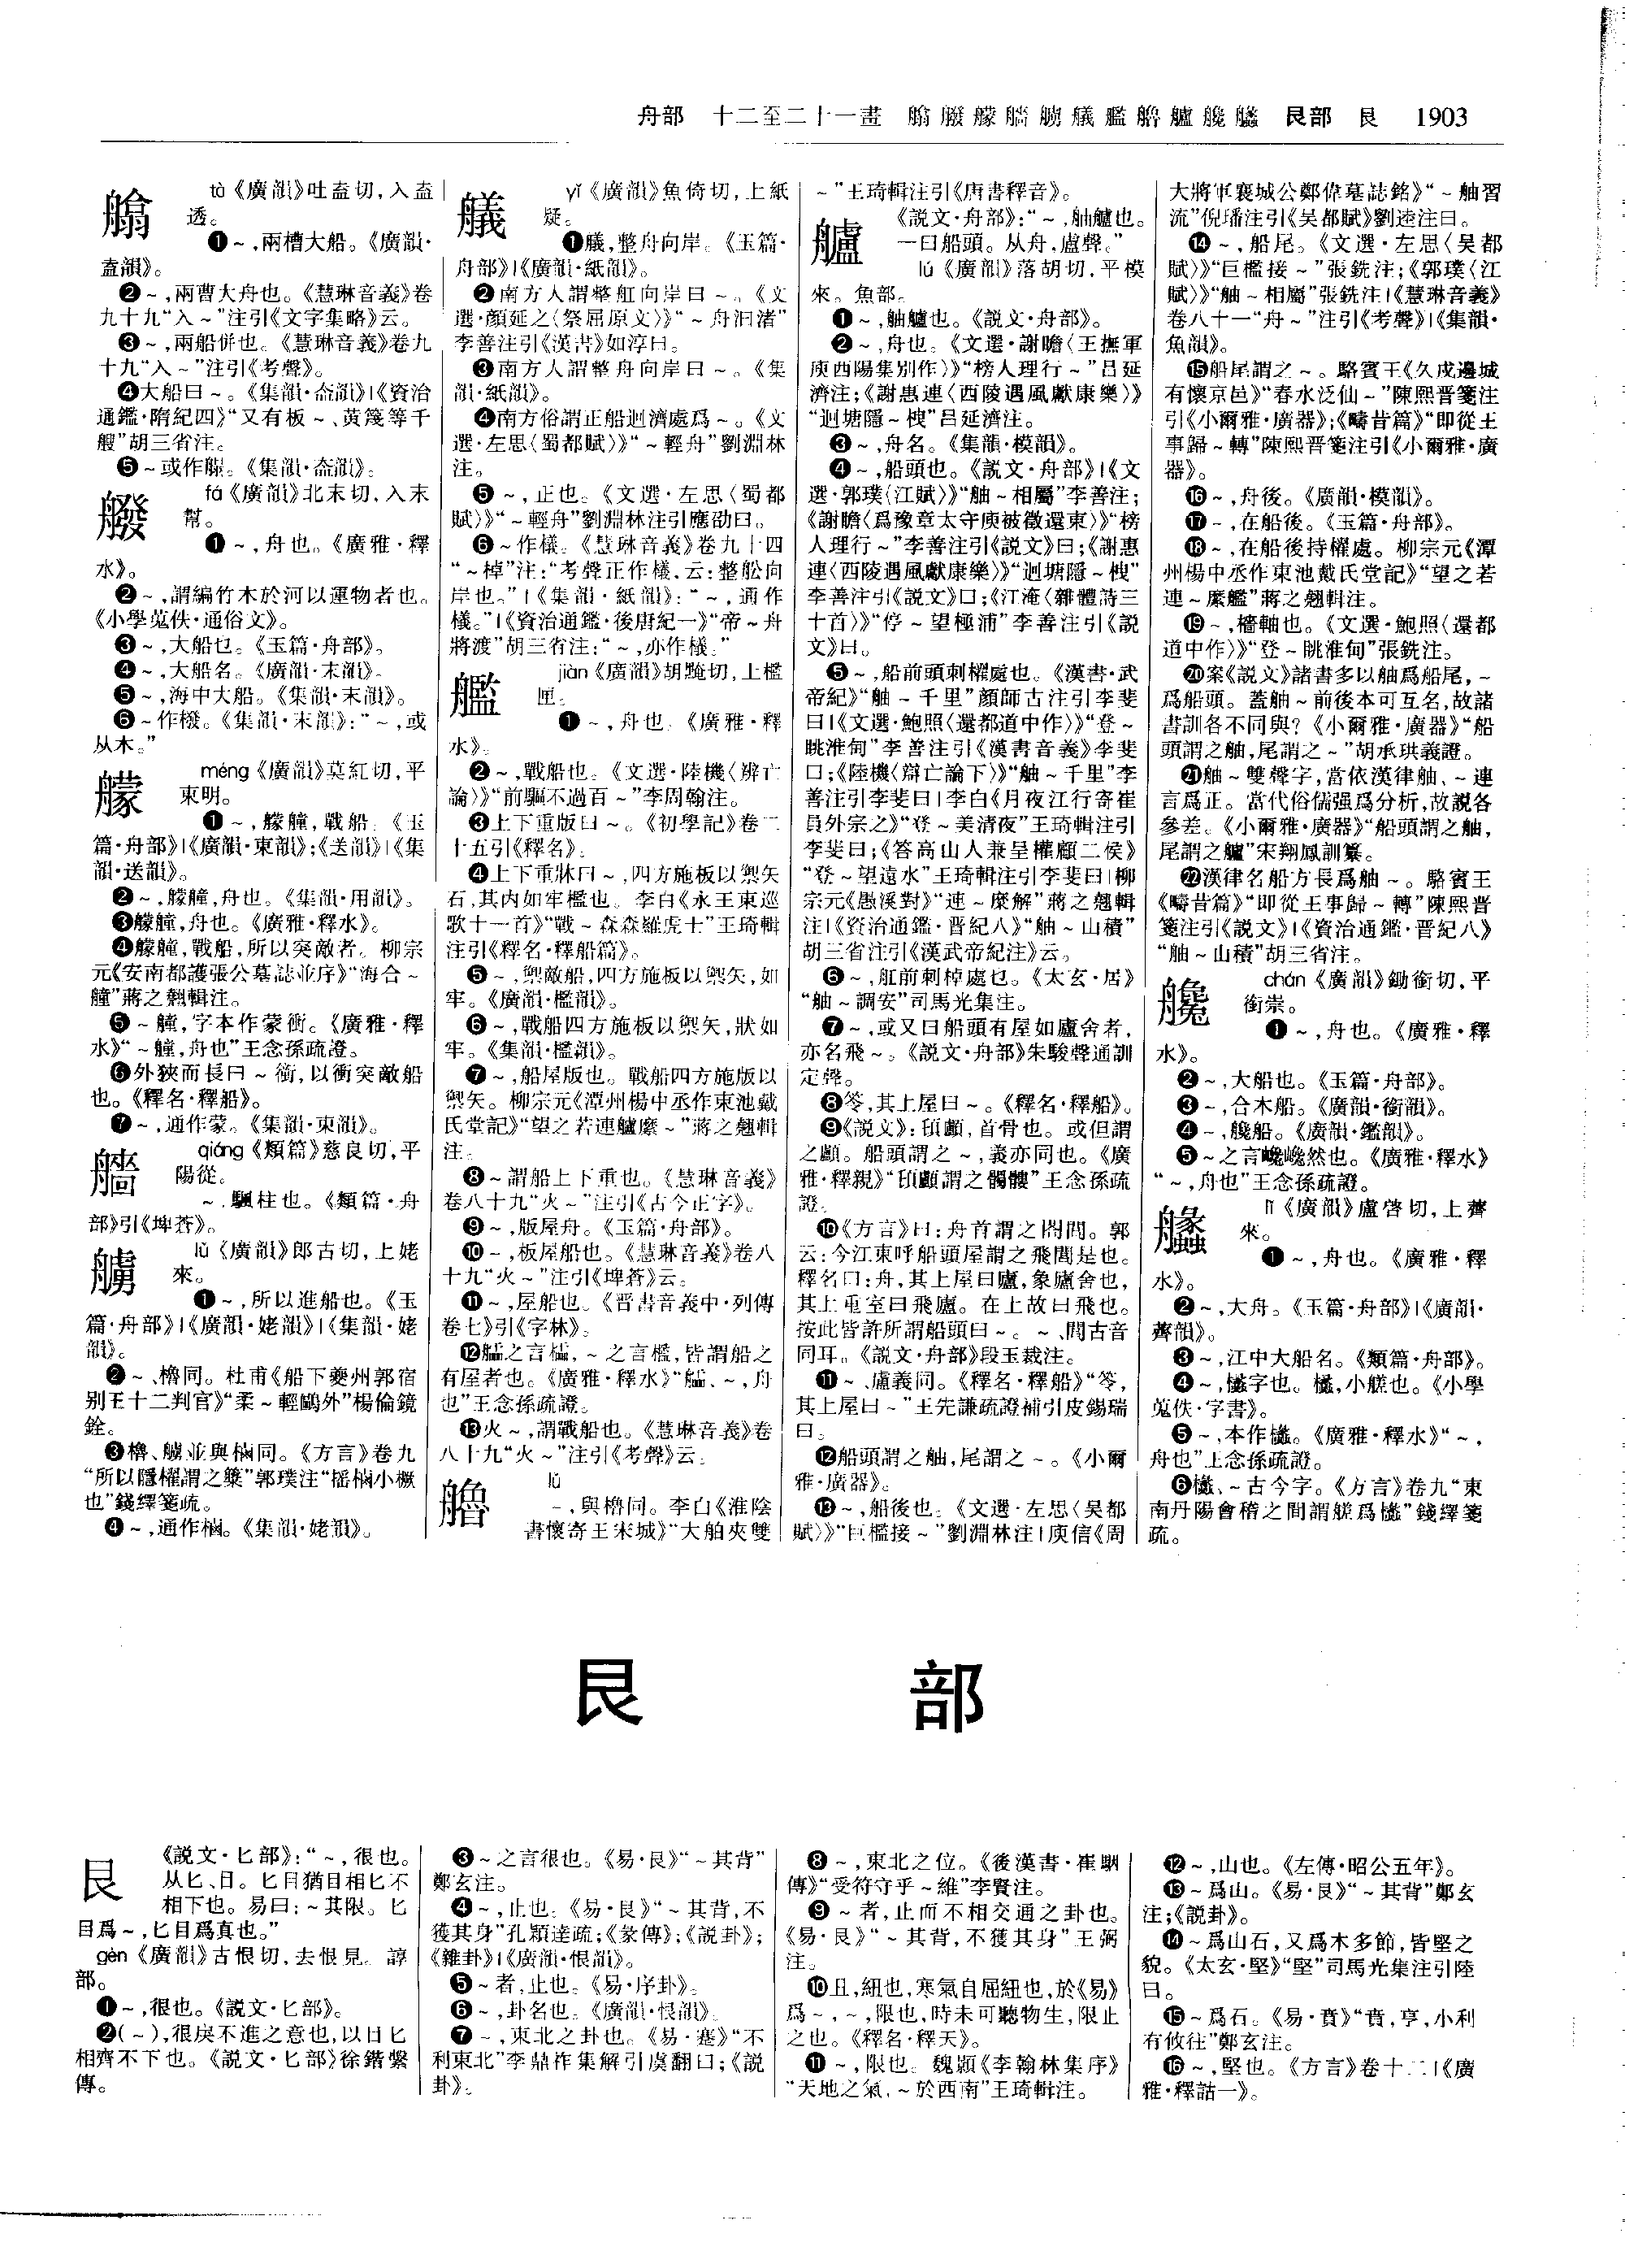 舟部　十二至二十一畫　艒艬艨艢艣艤艦艪艫艬　艮部　艮　1903
tà《廣韻》吐盍切,入盍
透。
❶~,兩槽大船。《廣韻·
盍韻》。
❷~,兩曹大舟也。《慧琳音義》卷
九十九“入~”注引《文字集略》云。
❸~,兩船併也。《慧琳音義》卷九
十九“入~”注引《考聲》。
❹大船曰~。《集韻·盇韻》|《資治
通鑑·隋紀四》“又有板~、黄篾等千
艘”胡三省注。
❺~或作。《集韻·盇韻》。
fá《廣韻》北末切,入末
幫。
❶~,舟也。《廣雅·釋
水》。
❷~,謂編竹木於河以運物者也。
《小學蒐佚·通俗文》。
❸~,大船也。《玉篇·舟部》。
❹~,大船名。《廣韻·末韻》。
❺~,海中大船。《集韻·末韻》。
❻~作橃。《集韻·末韻》:“~,或
从木。”
艨
méng《廣韻》莫紅切,平
東明。
❶~,艨艟,戰船。《玉
篇·舟部》|《廣韻·東韻》;《送韻》|《集
韻·送韻》。
❷~,艨艟,舟也。《集韻·用韻》。
❸艨艟,舟也。《廣雅·釋水》。
❹艨艟,戰船,所以突敵者。柳宗
元《安南都護張公墓誌並序》“海合~
艟”蔣之翹輯注。
❺~艟,字本作蒙衝。《廣雅·釋
水》“~艟,舟也”王念孫疏證。
❻外狹而長曰~衝,以衝突敵船
也。《釋名·釋船》。
❼~,通作蒙。《集韻·東韻》。
艢
qiáng《類篇》慈良切,平
陽從。
~,颿柱也。《類篇·舟
部》引《埤蒼》。
艣
lǔ《廣韻》郎古切,上姥
來。
❶~,所以進船也。《玉
篇·舟部》|《廣韻·姥韻》|《集韻·姥
韻》。
❷~、櫓同。杜甫《船下夔州郭宿
别王十二判官》“柔~輕鷗外”楊倫鏡
銓。
❸櫓、艣並與樐同。《方言》卷九
“所以隱櫂謂之䉁”郭璞注“摇樐小橛
也”錢繹箋疏。
❹~,通作樐。《集韻·姥韻》。
艤
yǐ《廣韻》魚倚切,上紙
疑。
❶艤,整舟向岸。《玉篇·
舟部》|《廣韻·紙韻》。
❷南方人謂整舡向岸曰~。《文
選·顔延之〈祭屈原文〉》“~舟汨渚”
李善注引《漢書》如淳曰。
❸南方人謂整舟向岸曰~。《集
韻·紙韻》。
❹南方俗謂正船迴濟處爲~。《文
選·左思〈蜀都賦〉》“~輕舟”劉淵林
注。
❺~,正也。《文選·左思〈蜀都
賦〉》“~輕舟”劉淵林注引應劭曰。
❻~作檥。《慧琳音義》卷九十四
“~棹”注:“考聲正作檥,云:整舩向
岸也。”|《集韻·紙韻》:“~,通作
檥。”|《資治通鑑·後唐紀一》“帝~舟
將渡”胡三省注:“~,亦作檥。”
艦
jiàn《廣韻》胡黤切,上檻
匣。
❶~,舟也。《廣雅·釋
水》。
❷~,戰船也。《文選·陸機〈辨亡
論〉》“前驅不過百~”李周翰注。
❸上下重版曰~。《初學記》卷二
十五引《釋名》。
❹上下重牀曰~,四方施板以禦矢
石,其内如牢檻也。李白《永王東巡
歌十一首》“戰~森森羅虎士”王琦輯
注引《釋名·釋船篇》。
❺~,禦敵船,四方施板以禦矢,如
牢。《廣韻·檻韻》。
❻~,戰船四方施板以禦矢,狀如
牢。《集韻·檻韻》。
❼~,船屋版也。戰船四方施版以
禦矢。柳宗元《潭州楊中丞作東池戴
氏堂記》“望之若連艫縻~”蔣之翹輯
注。
❽~謂船上下重也。《慧琳音義》
卷八十九“火~”注引《古今正字》。
❾~,版屋舟。《玉篇·舟部》。
❿~,板屋船也。《慧琳音義》卷八
十九“火~”注引《埤蒼》云。
⓫~,屋船也。《晋書音義中·列傳
卷七》引《字林》。
⓬艫之言櫺,~之言檻,皆謂船之
有屋者也。《廣雅·釋水》“、~,舟
也”王念孫疏證。
⓭火~,謂戰船也。《慧琳音義》卷
八十九“火~”注引《考聲》云。
艪
lǔ
~,與櫓同。李白《淮陰
書懷寄王宋城》“大舶夾雙
~”王琦輯注引《唐書釋音》。
艫
《説文·舟部》:“~,舳艫也。
一曰船頭。从舟,盧聲。”
lú《廣韻》落胡切,平模
來。魚部。
❶~,舳艫也。《説文·舟部》。
❷~,舟也。《文選·謝瞻〈王撫軍
庾西陽集别作〉》“榜人理行~”吕延
濟注;《謝惠連〈西陵遇風獻康樂〉》
“迴塘隱~栧”吕延濟注。
❸~,舟名。《集韻·模韻》。
❹~,船頭也。《説文·舟部》|《文
選·郭璞〈江賦〉》“舳~相屬”李善注;
《謝瞻〈爲豫章太守庾被徵還東〉》“榜
人理行~”李善注引《説文》曰;《謝惠
連〈西陵遇風獻康樂〉》“迴塘隱~栧”
李善注引《説文》曰;《江淹〈雜體詩三
十首〉》“停~望極浦”李善注引《説
文》曰。
❺~,船前頭刺櫂處也。《漢書·武
帝紀》“舳~千里”顔師古注引李斐
曰|《文選·鮑照〈還都道中作〉》“登~
眺淮甸”李善注引《漢書音義》李斐
曰;《陸機〈辯亡論下〉》“舳~千里”李
善注引李斐曰|李白《月夜江行寄崔
員外宗之》“登~美清夜”王琦輯注引
李斐曰;《答高山人兼呈權顧二侯》
“登~望遠水”王琦輯注引李斐曰|柳
宗元《愚溪對》“連~縻解”蔣之翹輯
注|《資治通鑑·晋紀八》“舳~山積”
胡三省注引《漢武帝紀注》云。
❻~,舡前刺棹處也。《太玄·居》
“舳~調安”司馬光集注。
❼~,或又曰船頭有屋如廬舍者,
亦名飛~。《説文·舟部》朱駿聲通訓
定聲。
❽笭,其上屋曰~。《釋名·釋船》。
❾《説文》:䪴顱,首骨也。或但謂
之顱。船頭謂之~,義亦同也。《廣
雅·釋親》“䪴顱謂之髑髏”王念孫疏
證。
❿《方言》曰:舟首謂之閤閭。郭
云:今江東呼船頭屋謂之飛閭是也。
釋名曰:舟,其上屋曰廬,象廬舍也,
其上重室曰飛廬。在上故曰飛也。
按此皆許所謂船頭曰~。~、閭古音
同耳。《説文·舟部》段玉裁注。
⓫~、廬義同。《釋名·釋船》“笭,
其上屋曰~”王先謙疏證補引皮錫瑞
曰。
⓬船頭謂之舳,尾謂之~。《小爾
雅·廣器》。
⓭~,船後也。《文選·左思〈吴都
賦〉》“巨檻接~”劉淵林注|庾信《周
大將軍襄城公鄭偉墓誌銘》“~舳習
流”倪璠注引《吴都賦》劉逵注曰。
⓮~,船尾。《文選·左思〈吴都
賦〉》“巨檻接~”張銑注;《郭璞〈江
賦〉》“舳~相屬”張銑注|《慧琳音義》
卷八十一“舟~”注引《考聲》|《集韻·
魚韻》。
⓯船尾謂之~。駱賓王《久戍邊城
有懷京邑》“春水泛仙~”陳熙晋箋注
引《小爾雅·廣器》;《疇昔篇》“即從王
事歸~轉”陳熙晋箋注引《小爾雅·廣
器》。
⓰~,舟後。《廣韻·模韻》。
⓱~,在船後。《玉篇·舟部》。
⓲~,在船後持櫂處。柳宗元《潭
州楊中丞作東池戴氏堂記》“望之若
連~縻艦”蔣之翹輯注。
⓳~,檣軸也。《文選·鮑照〈還都
道中作〉》“登~眺淮甸”張銑注。
⓴案《説文》諸書多以舳爲船尾,~
爲船頭。蓋舳~前後本可互名,故諸
書訓各不同與?《小爾雅·廣器》“船
頭謂之舳,尾謂之~”胡承珙義證。
㉑舳~雙聲字,當依漢律舳、~連
言爲正。當代俗儒强爲分析,故説各
參差。《小爾雅·廣器》“船頭謂之舳,
尾謂之艫”宋翔鳳訓纂。
㉒漢律名船方長爲舳~。駱賓王
《疇昔篇》“即從王事歸~轉”陳熙晋
箋注引《説文》|《資治通鑑·晋紀八》
“舳~山積”胡三省注。
艬
chán《廣韻》鋤銜切,平
銜崇。
❶~,舟也。《廣雅·釋
水》。
❷~,大船也。《玉篇·舟部》。
❸~,合木船。《廣韻·銜韻》。
❹~,艬船。《廣韻·鑑韻》。
❺~之言巉巉然也。《廣雅·釋水》
“~,舟也”王念孫疏證。
lǐ《廣韻》盧啓切,上薺
來。
❶~,舟也。《廣雅·釋
水》。
❷~,大舟。《玉篇·舟部》|《廣韻·
薺韻》。
❸~,江中大船名。《類篇·舟部》。
❹~,欚字也。欚,小艖也。《小學
蒐佚·字書》。
❺~,本作欚。《廣雅·釋水》“~,
舟也”王念孫疏證。
❻欚、~古今字。《方言》卷九“東
南丹陽會稽之間謂艖爲欚”錢繹箋
疏。
艮　部
艮
《説文·匕部》:“~,很也。
从匕、目。匕目猶目相匕不
相下也。易曰:~其限。匕
目爲~,匕目爲真也。”
gèn《廣韻》古恨切,去恨見。諄
部。
❶~,很也。《説文·匕部》。
❷(~),很戾不進之意也,以目匕
相齊不下也。《説文·匕部》徐鍇繫
傳。
❸~之言很也。《易·艮》“~其背”
鄭玄注。
❹~,止也。《易·艮》“~其背,不
獲其身”孔穎達疏;《彖傳》;《説卦》;
《雜卦》|《廣韻·恨韻》。
❺~者,止也。《易·序卦》。
❻~,卦名也。《廣韻·恨韻》。
❼~,東北之卦也。《易·蹇》“不
利東北”李鼎祚集解引虞翻曰;《説
卦》。
❽~,東北之位。《後漢書·崔駰
傳》“受符守乎~維”李賢注。
❾~者,止而不相交通之卦也。
《易·艮》“~其背,不獲其身”王弼
注。
❿丑,紐也,寒氣自屈紐也,於《易》
爲~,~,限也,時未可聽物生,限止
之也。《釋名·釋天》。
⓫~,限也。魏顥《李翰林集序》
“天地之氣,~於西南”王琦輯注。
⓬~,山也。《左傳·昭公五年》。
⓭~爲山。《易·艮》“~其背”鄭玄
注;《説卦》。
⓮~爲山石,又爲木多節,皆堅之
貌。《太玄·堅》“堅”司馬光集注引陸
曰。
⓯~爲石。《易·賁》“賁,亨,小利
有攸往”鄭玄注。
⓰~,堅也。《方言》卷十二|《廣
雅·釋詁一》。